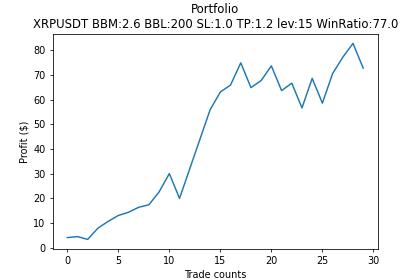 Portfolio
XRPUSDT BBM:2.6 BBL:200 SL:1.0 TP:1.2 lev:15 WinRatio:77.0
80
70
60
50
40
30
20
10
0
Profit ($)
0 5 10 15 20 25 30
Trade counts